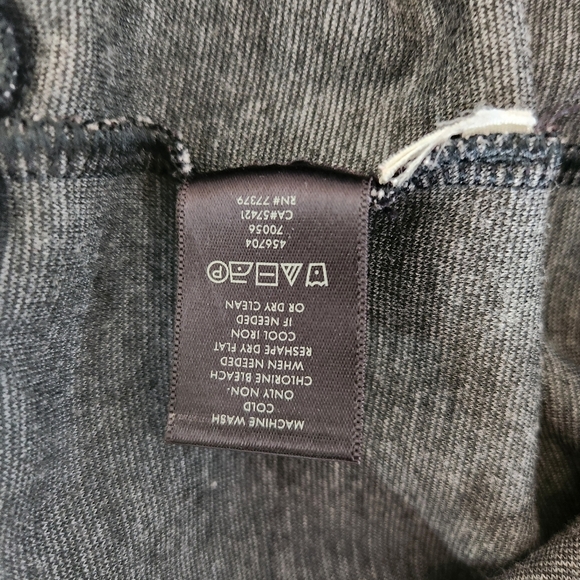 MACHINE WASH
COLD
ONLY NON-
CHLORINE BLEACH
WHEN NEEDED
RESHAPE DRY FLAT
COOL IRON
IF NEEDED
OR DRY CLEAN
P
456704
70056
CA#57421
RN# 77379